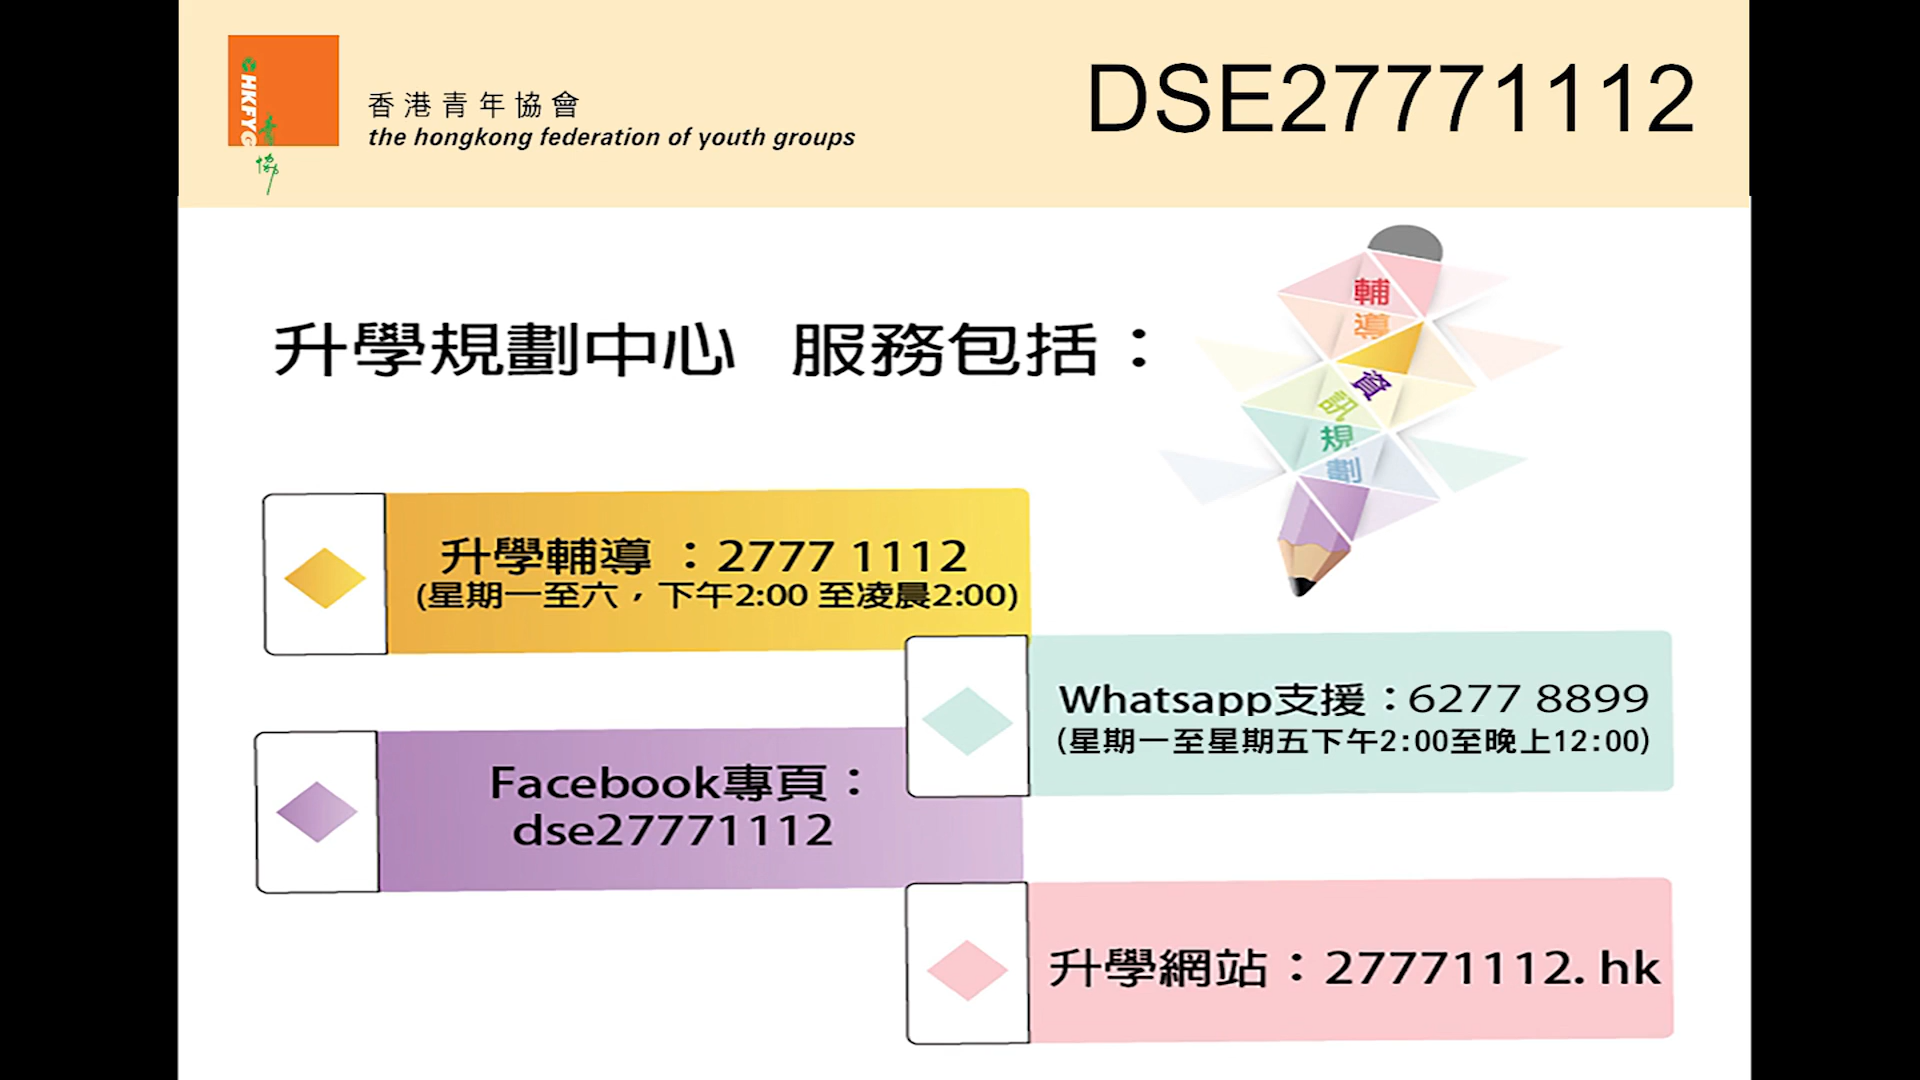 HKFYG
青
協
香港青年協會
the hongkong federation of youth groups
DSE27771112
升學規劃中心 服務包括：
輔
導
資
訊
規
劃
升學輔導 ：2777 1112
(星期一至六，下午2:00 至凌晨2:00)
Whatsapp支援：6277 8899
(星期一至星期五下午2:00至晚上12:00)
Facebook專頁：
dse27771112
升學網站：27771112.hk